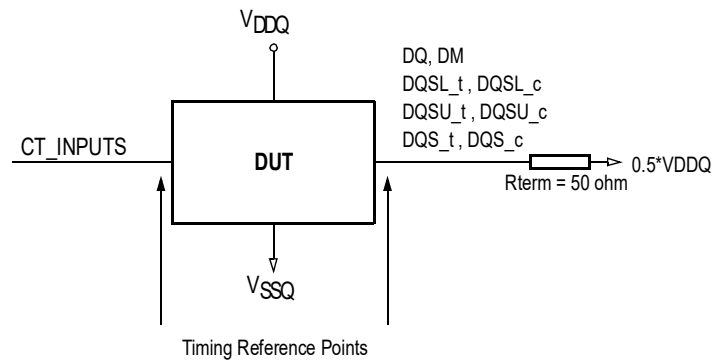 VDDQ
DQ, DM
DQSL_t , DQSL_c
DQSU_t , DQSU_c
DQS_t , DQS_c
CT_INPUTS
DUT
0.5*VDDQ
Rterm = 50 ohm
VSSQ
Timing Reference Points